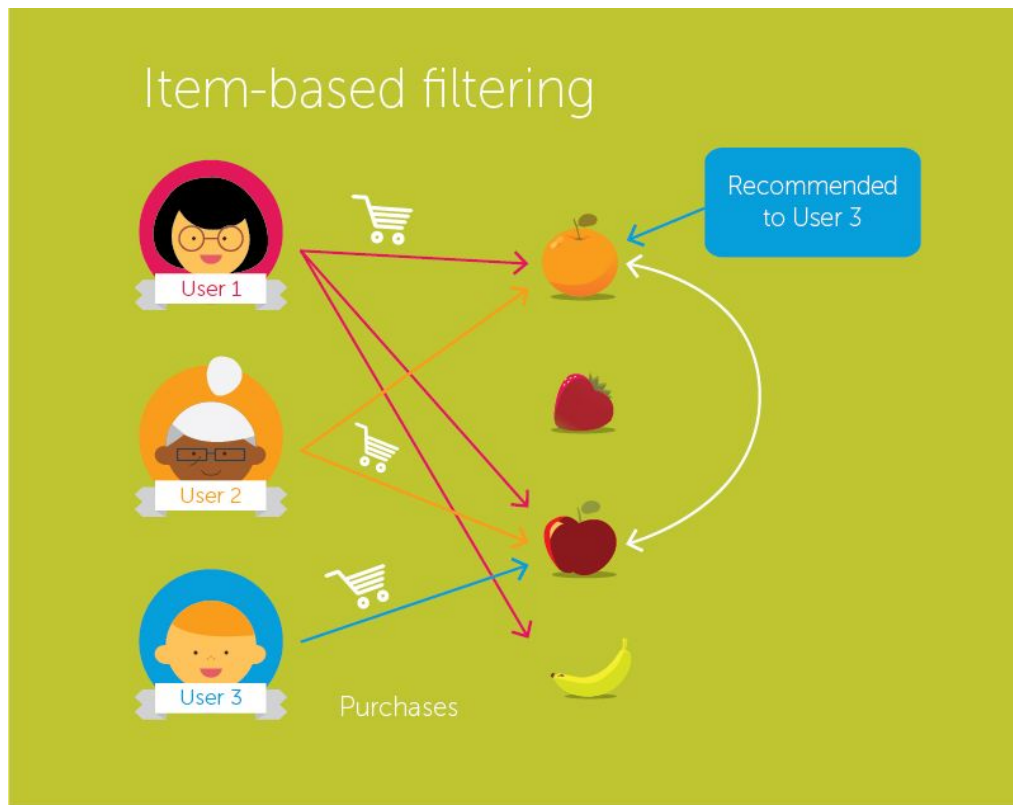 Item-based filtering
Recommended
to User 3
User 1
User 2
User 3
Purchases